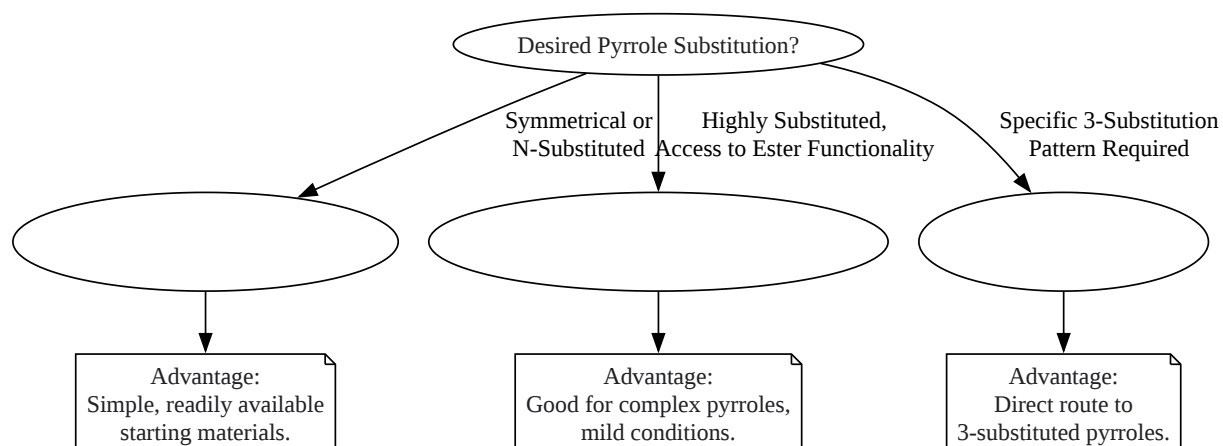 Desired Pyrrole Substitution?
Symmetrical or
N-Substituted
Highly Substituted,
Access to Ester Functionality
Specific 3-Substitution
Pattern Required
Advantage:
Simple, readily available
starting materials.
Advantage:
Good for complex pyrroles,
mild conditions.
Advantage:
Direct route to
3-substituted pyrroles.